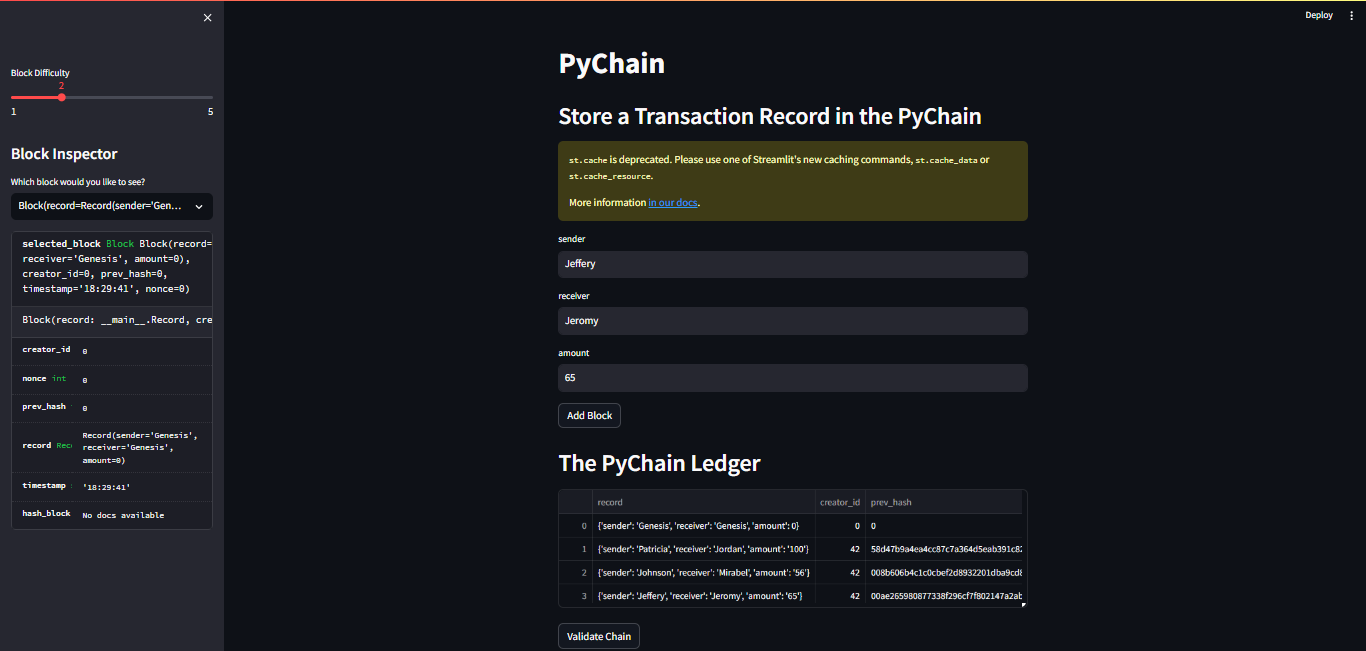 Deploy
Block Difficulty
2
1 5
Block Inspector
Which block would you like to see?
Block(record=Record(sender='Gen...
selected_block Block Block(record=
receiver='Genesis', amount=0),
creator_id=0, prev_hash=0,
timestamp='18:29:41', nonce=0)
Block(record: __main__.Record, cre
creator_id 0
nonce int 0
prev_hash 0
record Rec Record(sender='Genesis',
receiver='Genesis',
amount=0)
timestamp '18:29:41'
hash_block No docs available
PyChain
Store a Transaction Record in the PyChain
st.cache is deprecated. Please use one of Streamlit's new caching commands, st.cache_data or
st.cache_resource.
More information in our docs.
sender
Jeffery
receiver
Jeromy
amount
65
Add Block
The PyChain Ledger
record creator_id prev_hash
0 {'sender': 'Genesis', 'receiver': 'Genesis', 'amount': 0} 0 0
1 {'sender': 'Patricia', 'receiver': 'Jordan', 'amount': '100'} 42 58d47b9a4ea4cc87c7a364d5eab391c82
2 {'sender': 'Johnson', 'receiver': 'Mirabel', 'amount': '56'} 42 008b606b4c1c0cbef2d8932201dba9cd8
3 {'sender': 'Jeffery', 'receiver': 'Jeromy', 'amount': '65'} 42 00ae265980877338f296cf7f802147a2ab
Validate Chain